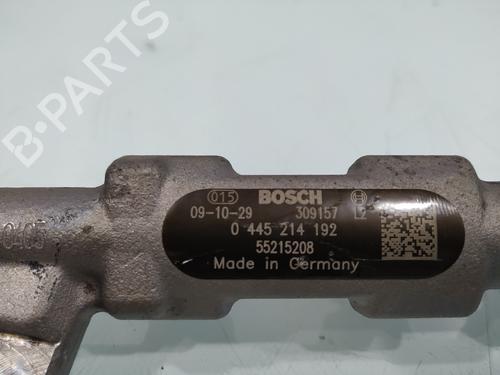 B-PARTS
015 BOSCH
09-10-29 309157
0 445 214 192
55215208
Made in Germany